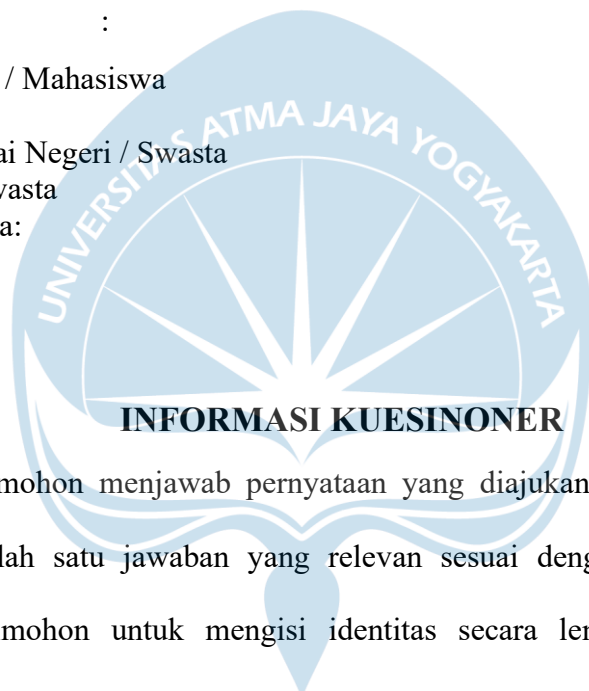 :
/ Mahasiswa
ai Negeri / Swasta
vasta
a:
UNIVERSITAS ATMA JAYA YOGYAKARTA
INFORMASI KUESINONER
mohon menjawab pernyataan yang diajukan
lah satu jawaban yang relevan sesuai deng
mohon untuk mengisi identitas secara ler